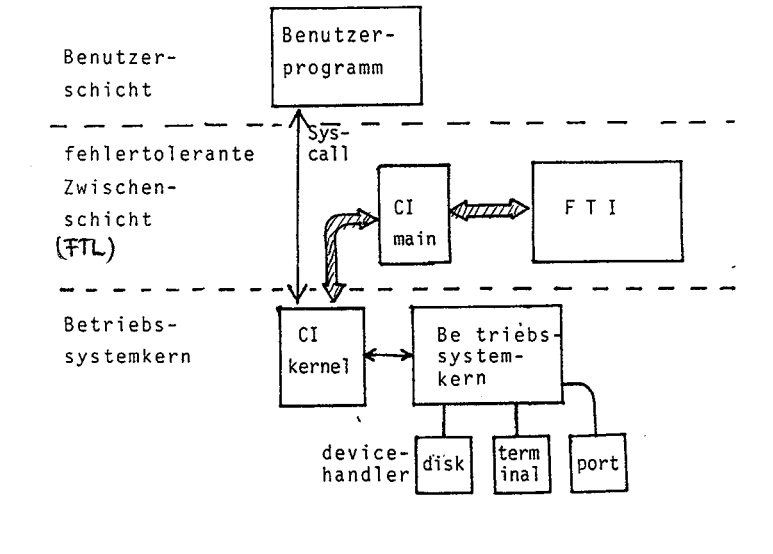 Benutzer-
programm
Benutzer-
schicht
Sys-
call
fehlertolerante
Zwischen-
schicht
(FTL)
CI
main
F T I
Betriebs-
systemkern
CI
kernel
Be triebs-
system-
kern
device-
handler
disk
term
inal
port